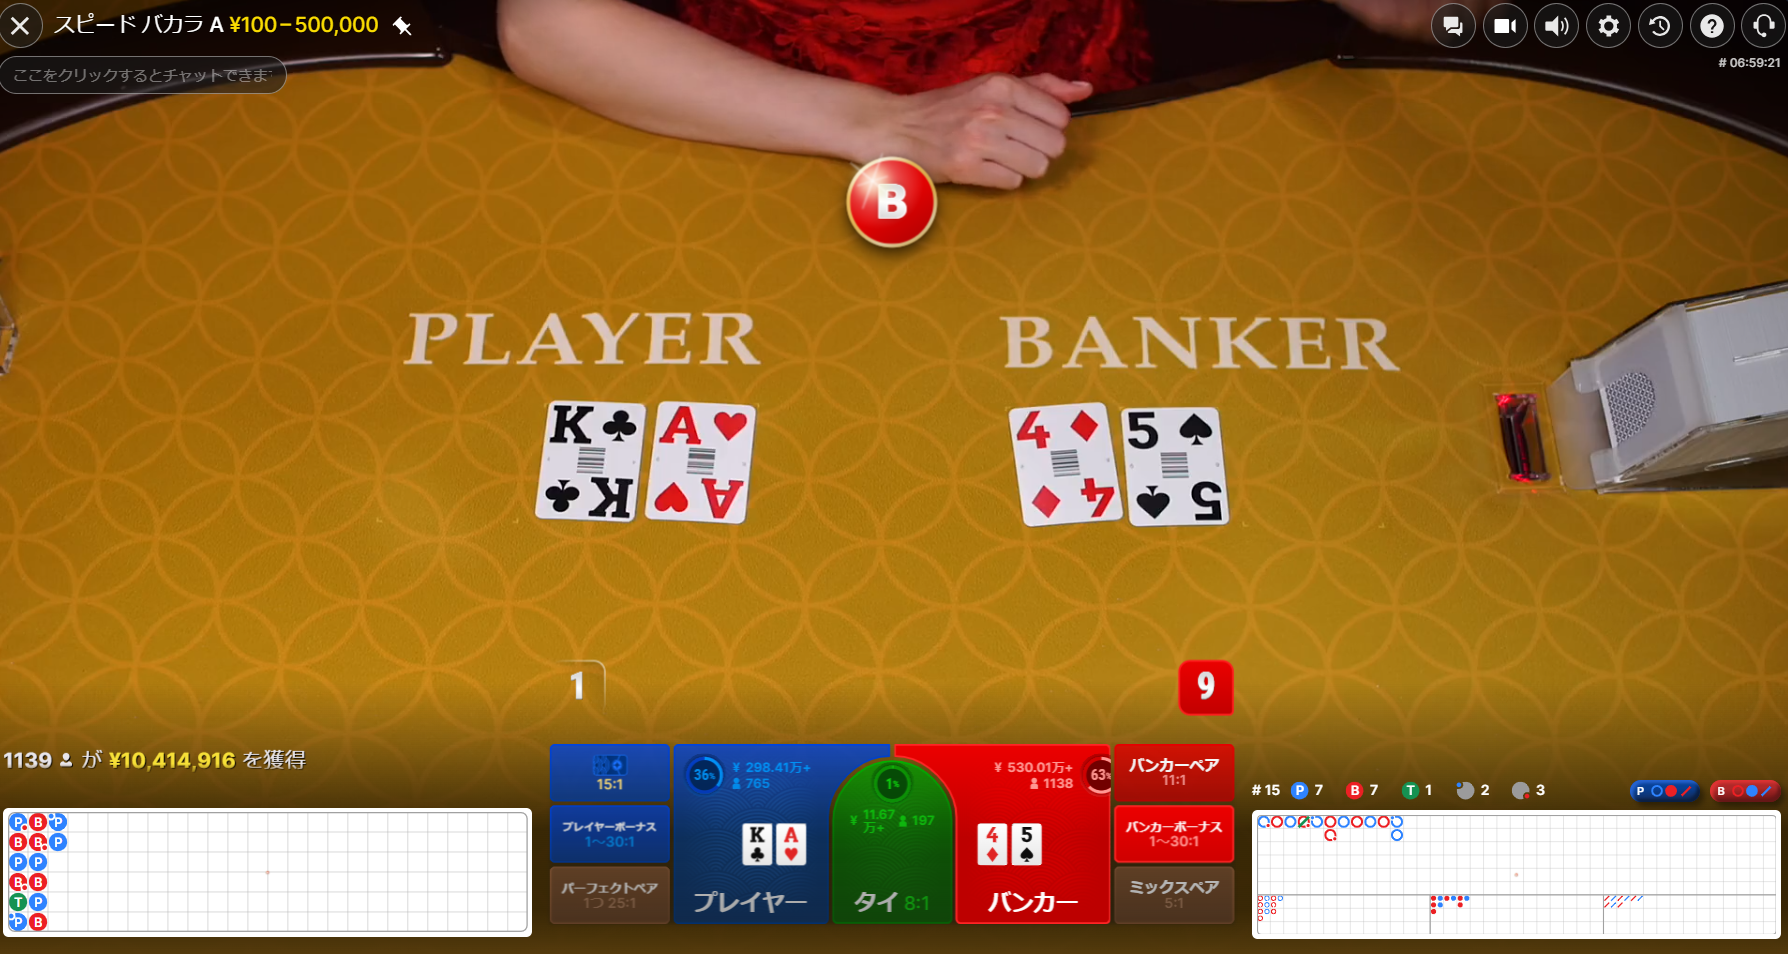 スピード バカラ A ¥100-500,000
ここをクリックするとチャットできま
# 06:59:21
B
PLAYER
BANKER
K K
A A
4 4
5 5
1
9
1139 が ¥10,414,916 を獲得
15:1
プレイヤーボーナス
1~30:1
パーフェクトペア
1つ 25:1
36%
¥ 298.41万+
765
K A
プレイヤー
1%
¥ 11.67万+
197
タイ 8:1
¥ 530.01万+
1138
63%
4 5
バンカー
バンカーペア
11:1
バンカーボーナス
1~30:1
ミックスペア
5:1
#15 P 7 B 7 T 1 2 3
P B
P B P
B B P
P P
B B
T P
P B